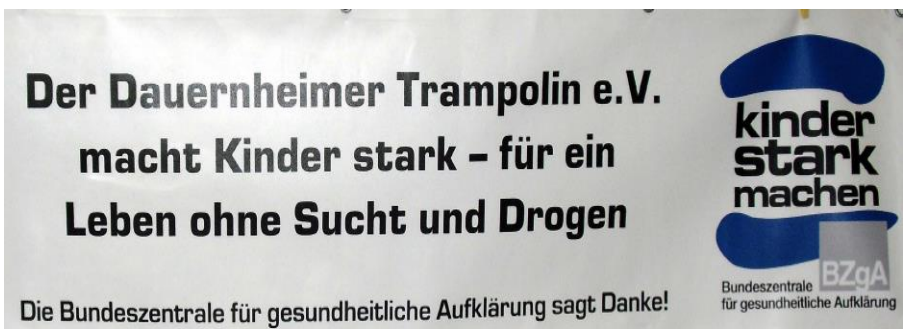 Der Dauernheimer Trampolin e.V.
macht Kinder stark – für ein
Leben ohne Sucht und Drogen
Die Bundeszentrale für gesundheitliche Aufklärung sagt Danke!
kinder
stark
machen
BZgA
Bundeszentrale
für gesundheitliche Aufklärung